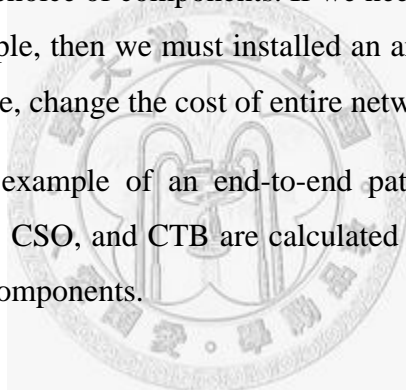 choice of components. If we nee
ple, then we must installed an a
e, change the cost of entire netw
example of an end-to-end pat
CSO, and CTB are calculated
omponents.